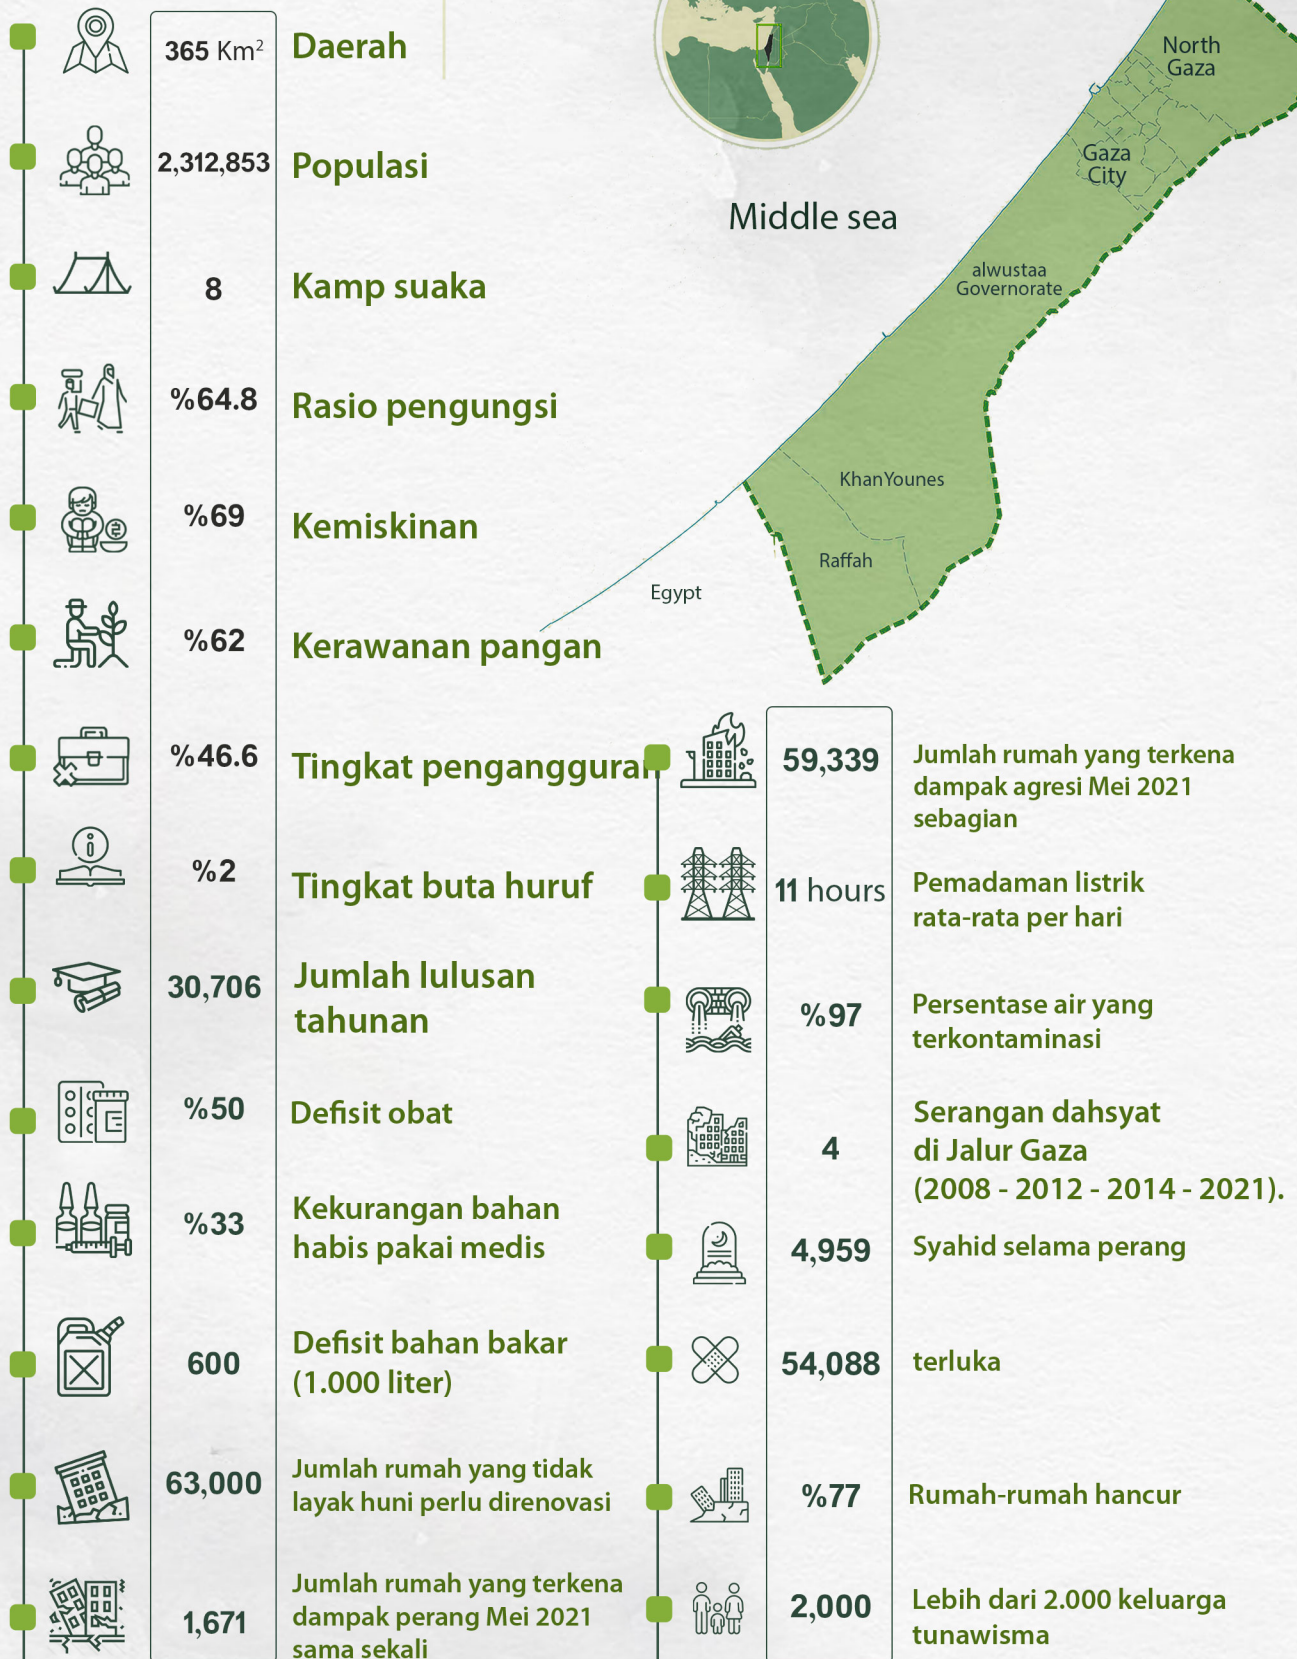 365 Km²
Daerah
2,312,853
Populasi
8
Kamp suaka
%64.8
Rasio pengungsi
%69
Kemiskinan
%62
Kerawanan pangan
%46.6
Tingkat pengangguran
%2
Tingkat buta huruf
30,706
Jumlah lulusan
tahunan
%50
Defisit obat
%33
Kekurangan bahan
habis pakai medis
600
Defisit bahan bakar
(1.000 liter)
63,000
Jumlah rumah yang tidak
layak huni perlu direnovasi
1,671
Jumlah rumah yang terkena
dampak perang Mei 2021
sama sekali
North
Gaza
Gaza
City
Middle sea
alwustaa
Governorate
KhanYounes
Raffah
Egypt
59,339
Jumlah rumah yang terkena
dampak agresi Mei 2021
sebagian
11 hours
Pemadaman listrik
rata-rata per hari
%97
Persentase air yang
terkontaminasi
4
Serangan dahsyat
di Jalur Gaza
(2008 - 2012 - 2014 - 2021).
4,959
Syahid selama perang
54,088
terluka
%77
Rumah-rumah hancur
2,000
Lebih dari 2.000 keluarga
tunawisma